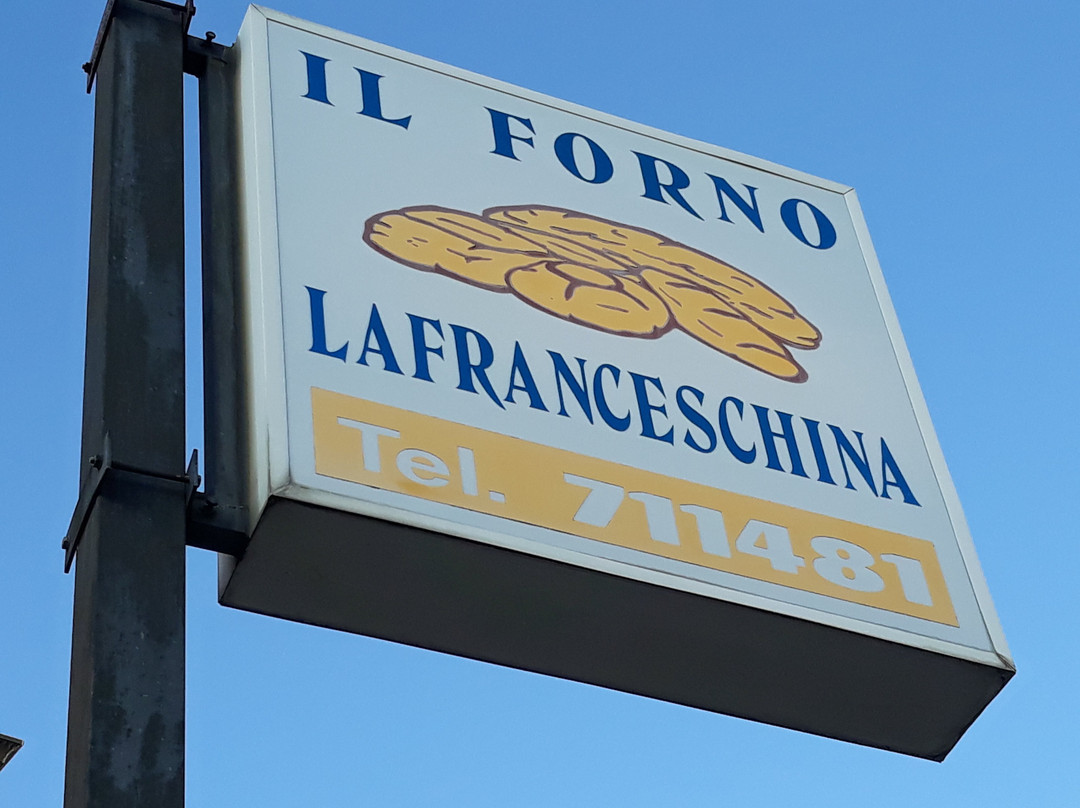 IL FORNO
LAFRANCESCHINA
Tel. 711481